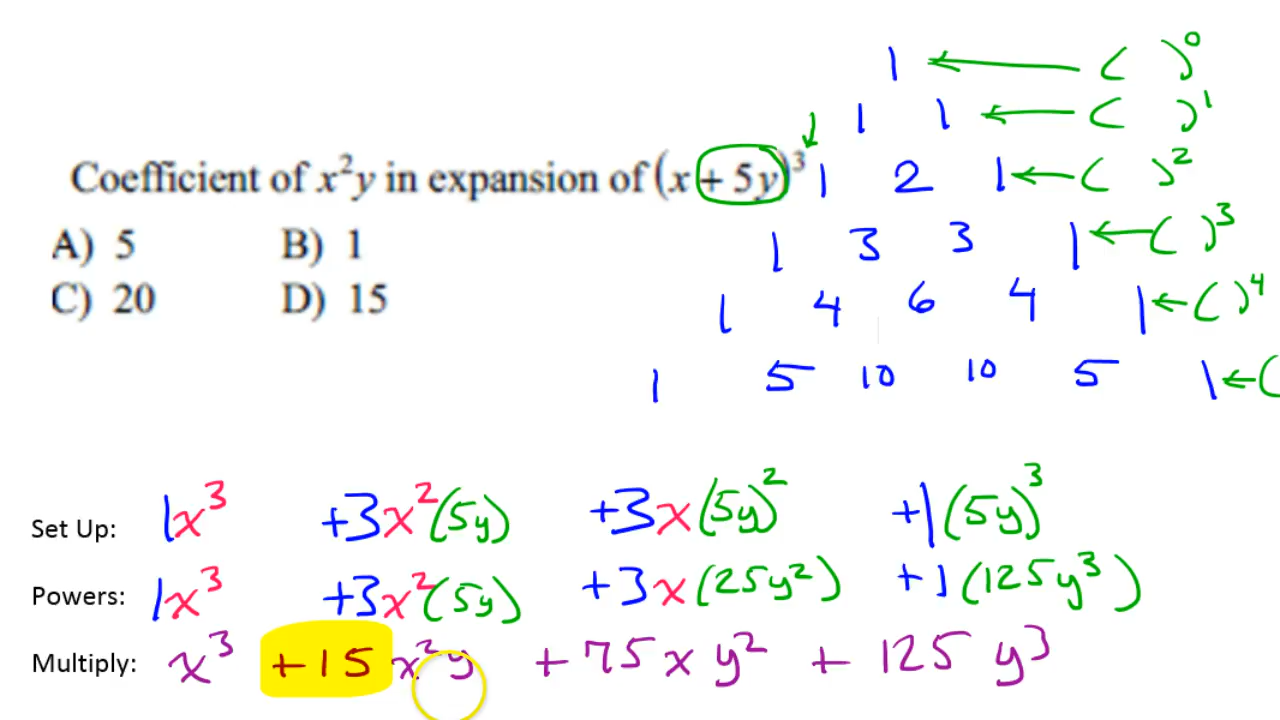 1 ← ( )⁰
1 1 ← ( )¹
Coefficient of x²y in expansion of (x + 5y)³
1 2 1 ← ( )²
A) 5 B) 1
1 3 3 1 ← ( )³
C) 20 D) 15
1 4 6 4 1 ← ( )⁴
1 5 10 10 5 1 ← (
Set Up: 1x³ +3x²(5y) +3x(5y)² +1(5y)³
Powers: 1x³ +3x²(5y) +3x(25y²) +1(125y³)
Multiply: x³ +15x²y +75xy² + 125y³